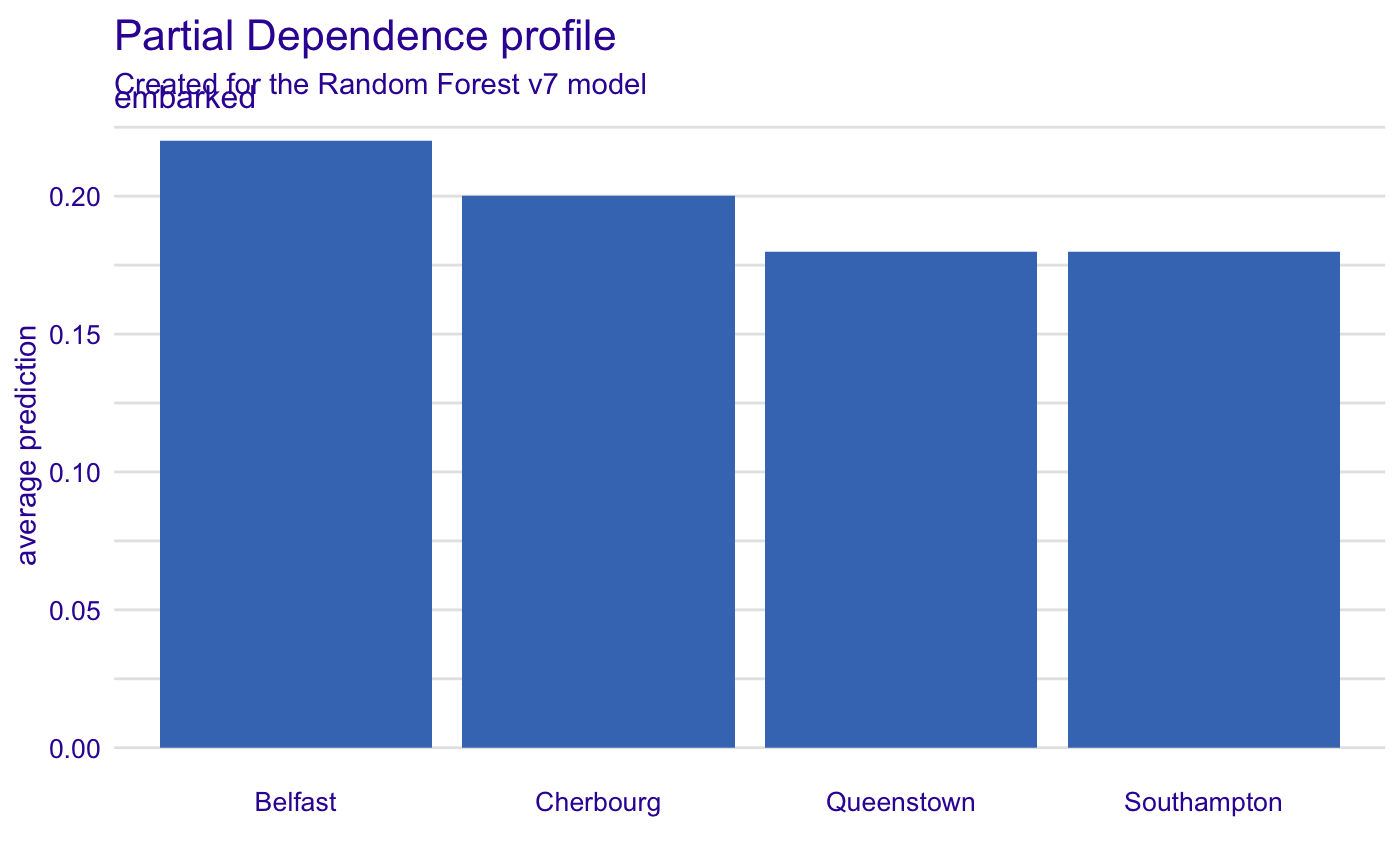 Partial Dependence profile
Created for the Random Forest v7 model
embarked
average prediction
0.20
0.15
0.10
0.05
0.00
Belfast Cherbourg Queenstown Southampton